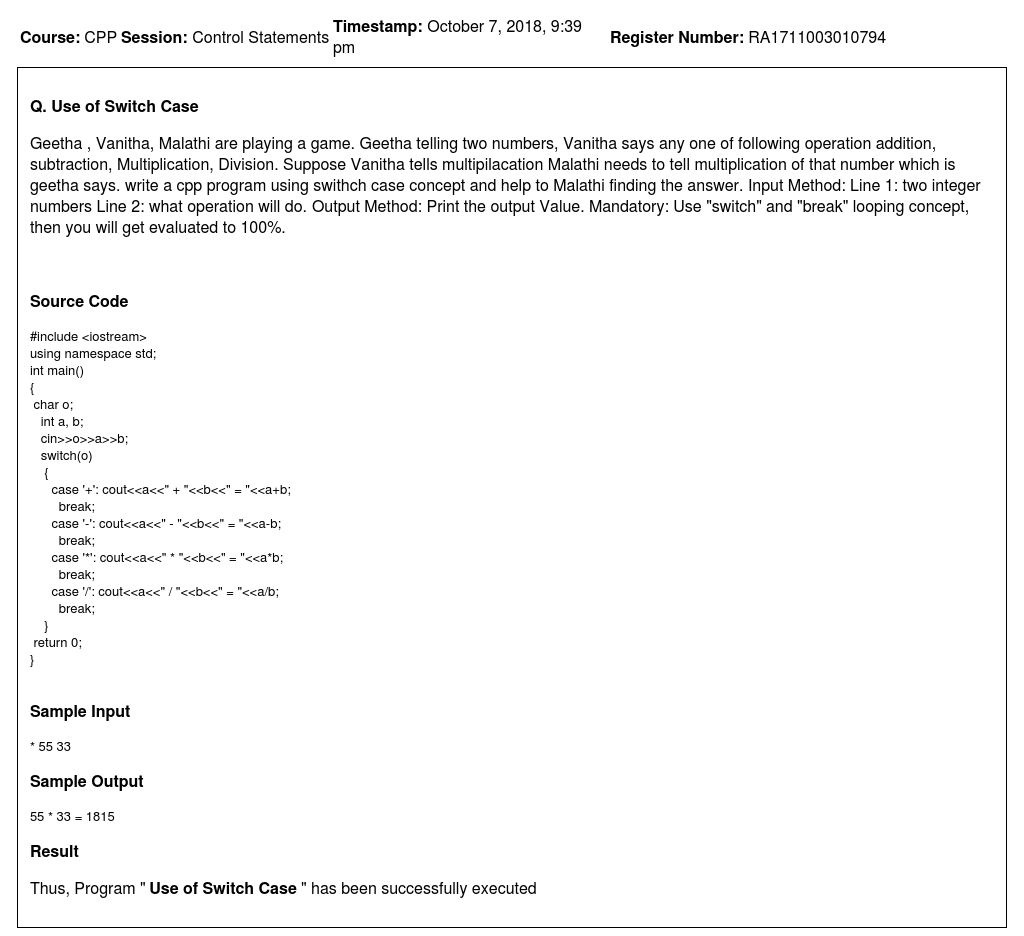 Course: CPP Session: Control Statements Timestamp: October 7, 2018, 9:39 pm Register Number: RA1711003010794
Q. Use of Switch Case
Geetha , Vanitha, Malathi are playing a game. Geetha telling two numbers, Vanitha says any one of following operation addition,
subtraction, Multiplication, Division. Suppose Vanitha tells multipilacation Malathi needs to tell multiplication of that number which is
geetha says. write a cpp program using swithch case concept and help to Malathi finding the answer. Input Method: Line 1: two integer
numbers Line 2: what operation will do. Output Method: Print the output Value. Mandatory: Use "switch" and "break" looping concept,
then you will get evaluated to 100%.
Source Code
#include <iostream>
using namespace std;
int main()
{
 char o;
   int a, b;
   cin>>o>>a>>b;
   switch(o)
    {
      case '+': cout<<a<<" + "<<b<<" = "<<a+b;
        break;
      case '-': cout<<a<<" - "<<b<<" = "<<a-b;
        break;
      case '*': cout<<a<<" * "<<b<<" = "<<a*b;
        break;
      case '/': cout<<a<<" / "<<b<<" = "<<a/b;
        break;
    }
 return 0;
}
Sample Input
* 55 33
Sample Output
55 * 33 = 1815
Result
Thus, Program " Use of Switch Case " has been successfully executed